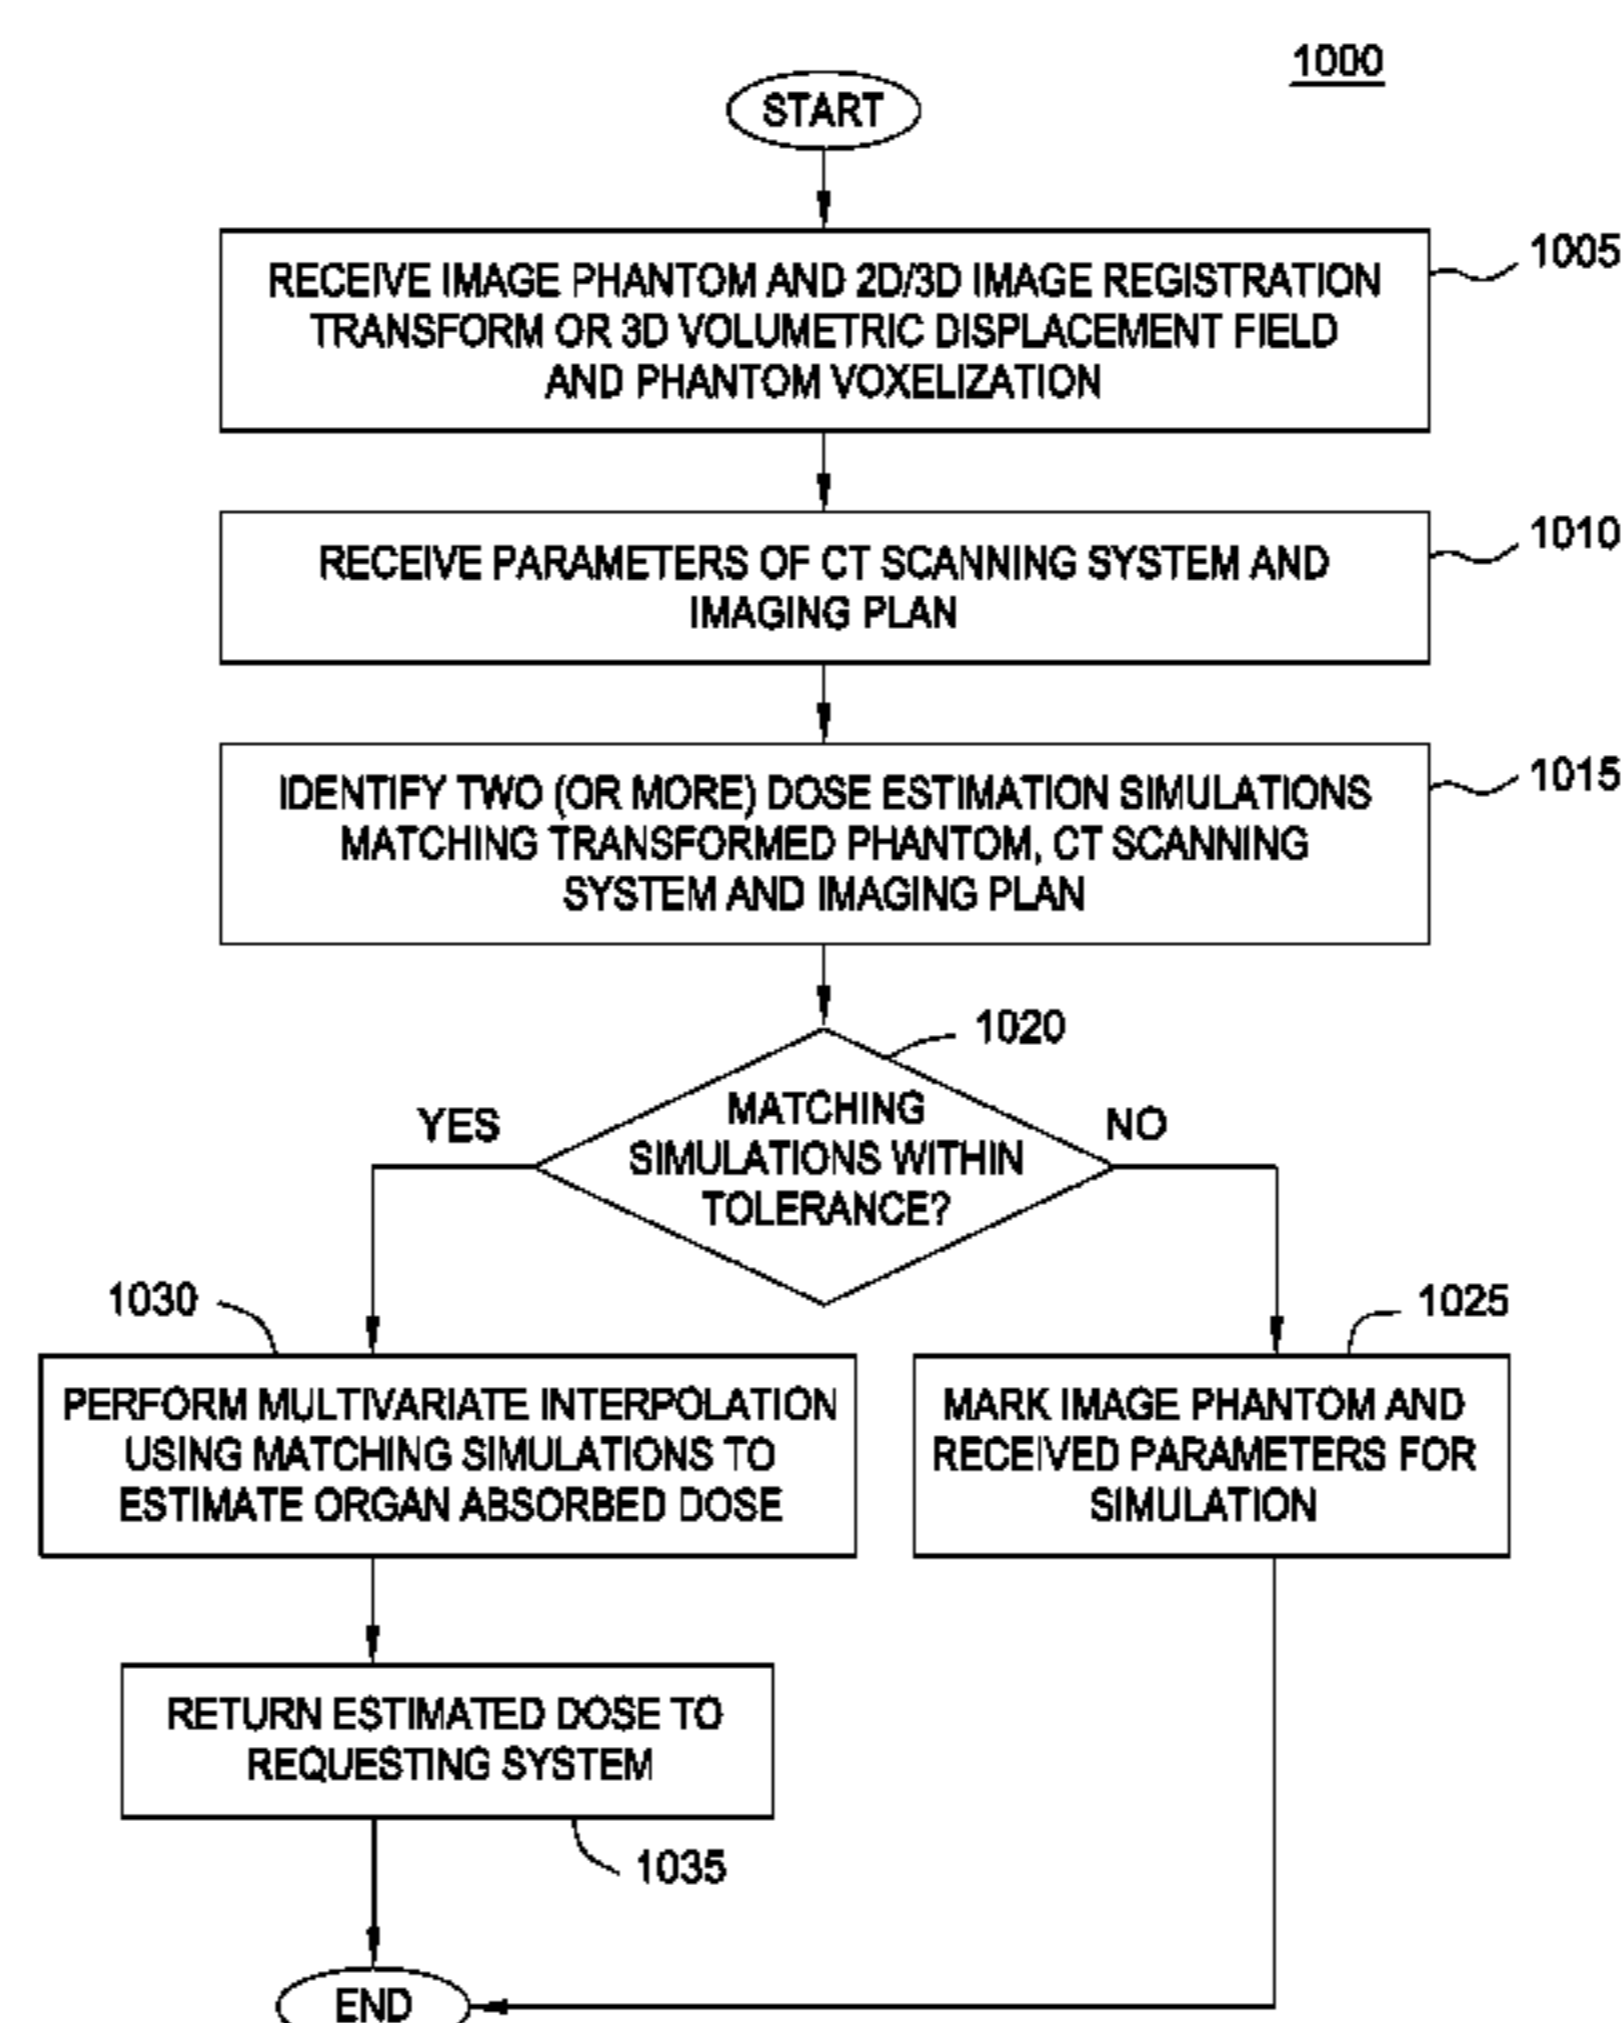 1000
START
RECEIVE IMAGE PHANTOM AND 2D/3D IMAGE REGISTRATION
TRANSFORM OR 3D VOLUMETRIC DISPLACEMENT FIELD
AND PHANTOM VOXELIZATION
1005
RECEIVE PARAMETERS OF CT SCANNING SYSTEM AND
IMAGING PLAN
1010
IDENTIFY TWO (OR MORE) DOSE ESTIMATION SIMULATIONS
MATCHING TRANSFORMED PHANTOM, CT SCANNING
SYSTEM AND IMAGING PLAN
1015
1020
MATCHING
SIMULATIONS WITHIN
TOLERANCE?
YES
NO
1030
PERFORM MULTIVARIATE INTERPOLATION
USING MATCHING SIMULATIONS TO
ESTIMATE ORGAN ABSORBED DOSE
1025
MARK IMAGE PHANTOM AND
RECEIVED PARAMETERS FOR
SIMULATION
RETURN ESTIMATED DOSE TO
REQUESTING SYSTEM
1035
END